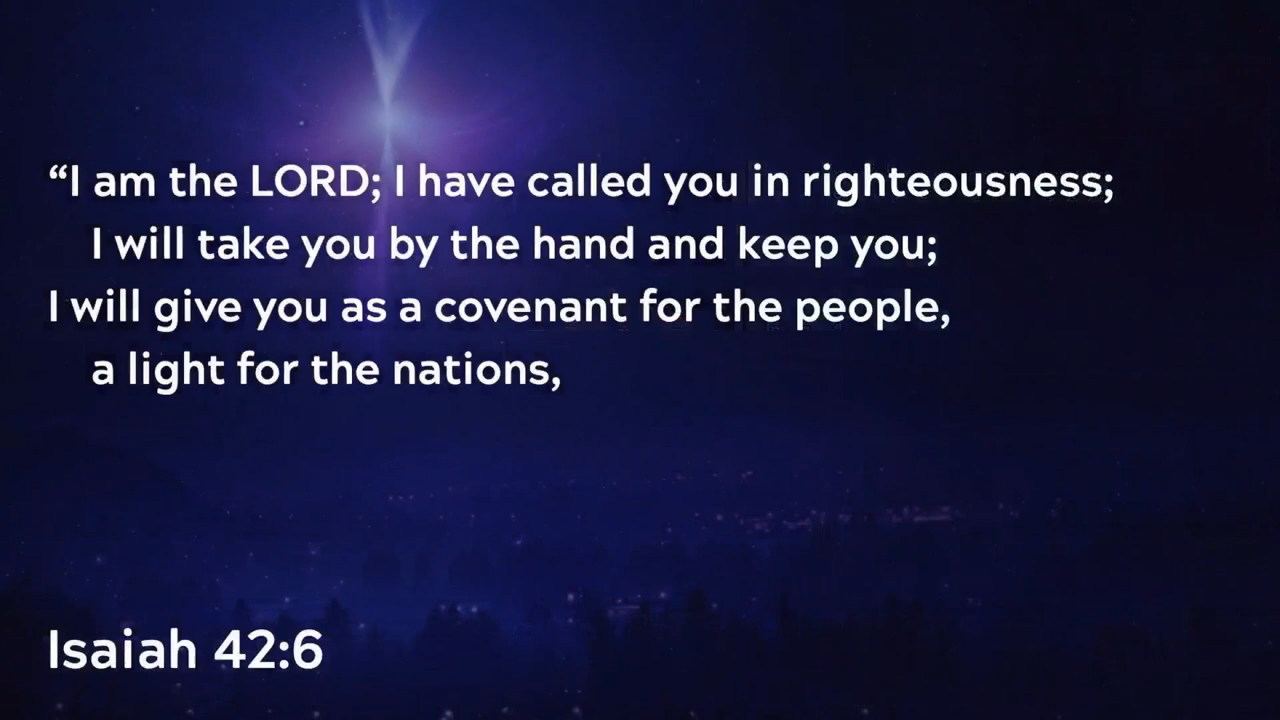 “I am the LORD; I have called you in righteousness;
I will take you by the hand and keep you;
I will give you as a covenant for the people,
a light for the nations,
Isaiah 42:6